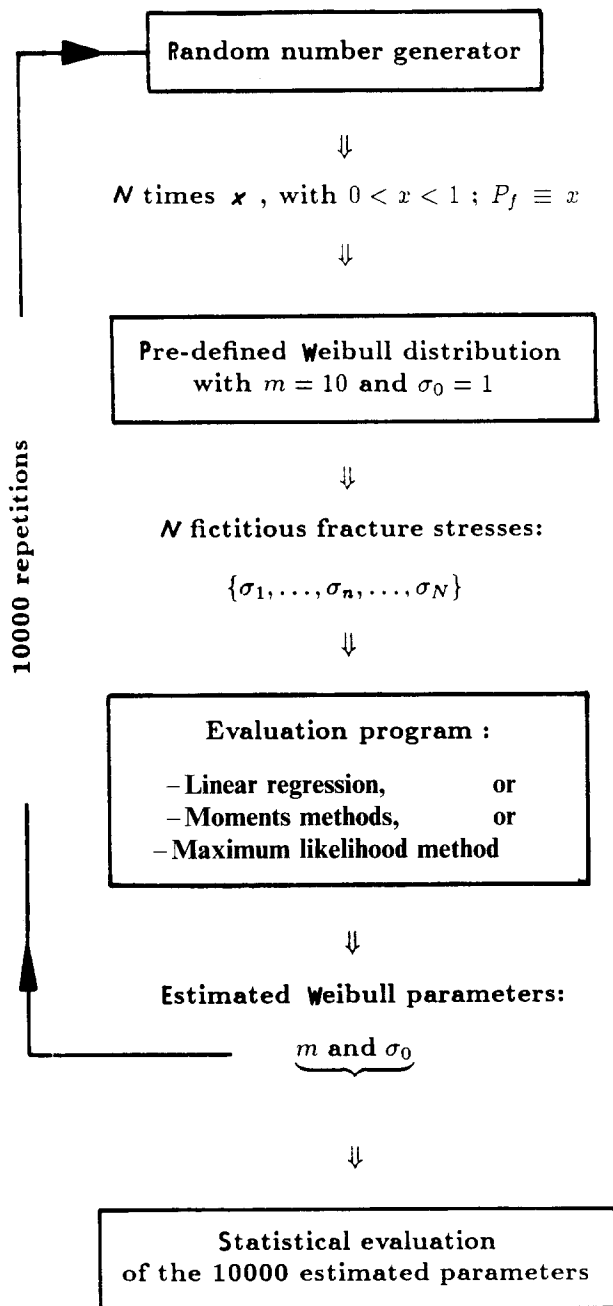 Random number generator
⇓
N times x , with 0 < x < 1 ; P_f ≡ x
⇓
Pre-defined Weibull distribution
with m = 10 and σ_0 = 1
⇓
N fictitious fracture stresses:
{σ_1, . . . , σ_n, . . . , σ_N}
⇓
10000 repetitions
Evaluation program :
– Linear regression, or
– Moments methods, or
– Maximum likelihood method
⇓
Estimated Weibull parameters:
m and σ_0
⇓
Statistical evaluation
of the 10000 estimated parameters